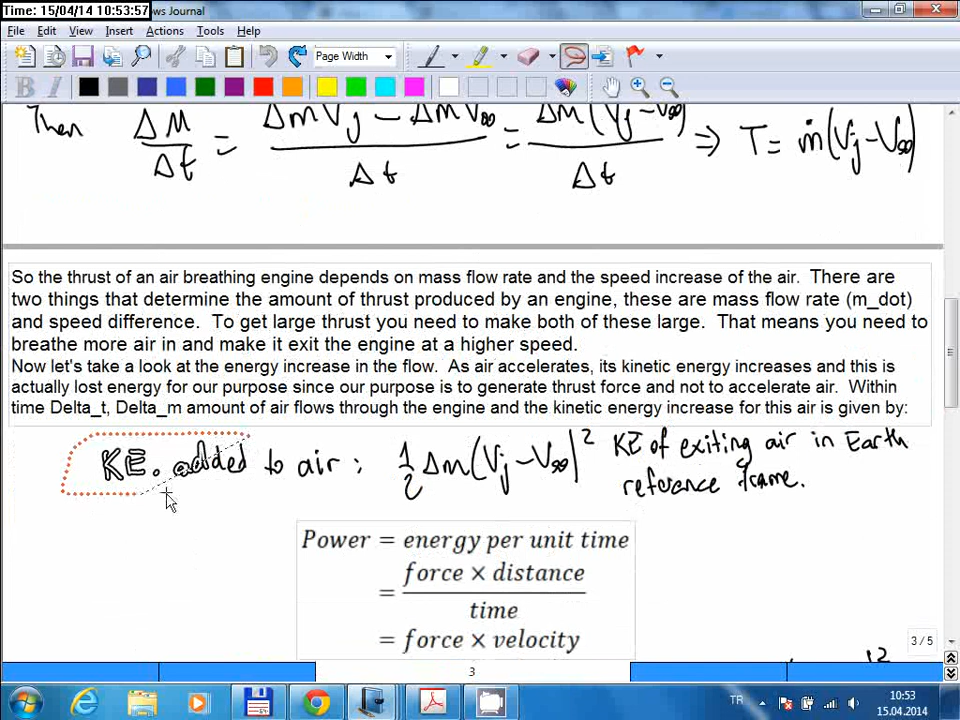 Time: 15/04/14 10:53:57
ws Journal
File Edit View Insert Actions Tools Help
Page Width
B I
Then ΔM/Δt = (ΔmVj − ΔmV∞)/Δt = Δm(Vj−V∞)/Δt ⇒ T = ṁ(Vj−V∞)
So the thrust of an air breathing engine depends on mass flow rate and the speed increase of the air. There are
two things that determine the amount of thrust produced by an engine, these are mass flow rate (m_dot)
and speed difference. To get large thrust you need to make both of these large. That means you need to
breathe more air in and make it exit the engine at a higher speed.
Now let's take a look at the energy increase in the flow. As air accelerates, its kinetic energy increases and this is
actually lost energy for our purpose since our purpose is to generate thrust force and not to accelerate air. Within
time Delta_t, Delta_m amount of air flows through the engine and the kinetic energy increase for this air is given by:
KE. added to air : 1/2 Δm(Vj−V∞)² KE of exiting air in Earth
reference frame.
Power = energy per unit time
= force × distance / time
= force × velocity
3 / 5
12
3
TR 10:53
15.04.2014